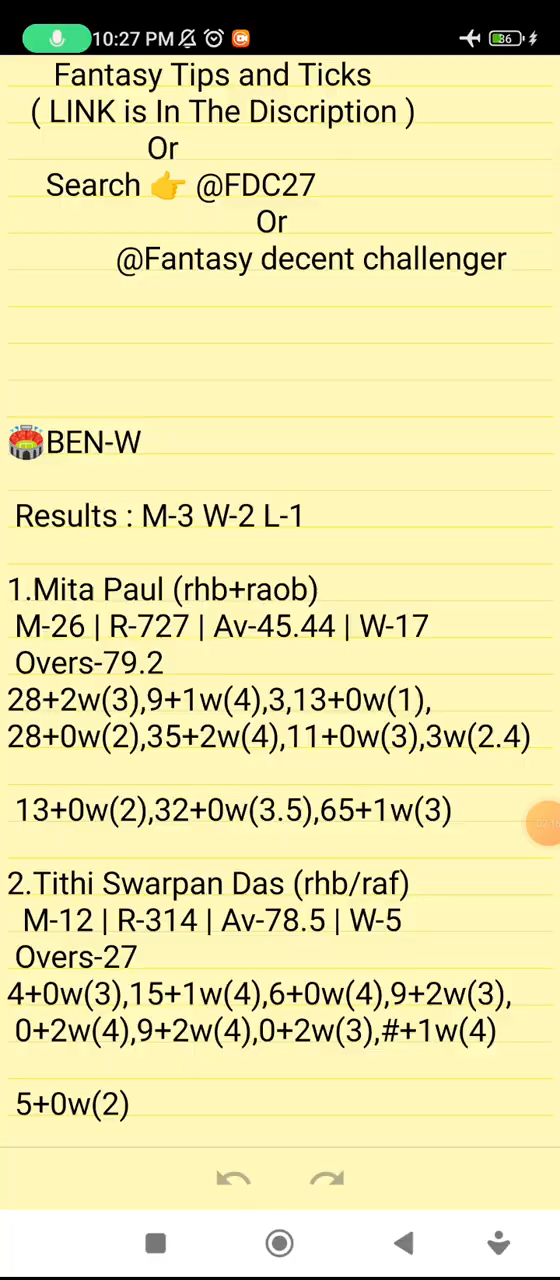 10:27 PM
86
Fantasy Tips and Ticks
( LINK is In The Discription )
Or
Search 👉 @FDC27
Or
@Fantasy decent challenger
🏟️BEN-W
Results : M-3 W-2 L-1
1.Mita Paul (rhb+raob)
M-26 | R-727 | Av-45.44 | W-17
Overs-79.2
28+2w(3),9+1w(4),3,13+0w(1),
28+0w(2),35+2w(4),11+0w(3),3w(2.4)
13+0w(2),32+0w(3.5),65+1w(3)
2.Tithi Swarpan Das (rhb/raf)
M-12 | R-314 | Av-78.5 | W-5
Overs-27
4+0w(3),15+1w(4),6+0w(4),9+2w(3),
0+2w(4),9+2w(4),0+2w(3),#+1w(4)
5+0w(2)